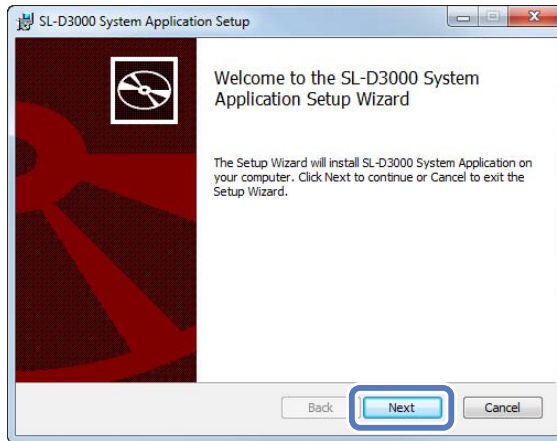 SL-D3000 System Application Setup
Welcome to the SL-D3000 System
Application Setup Wizard
The Setup Wizard will install SL-D3000 System Application on
your computer. Click Next to continue or Cancel to exit the
Setup Wizard.
Back Next Cancel